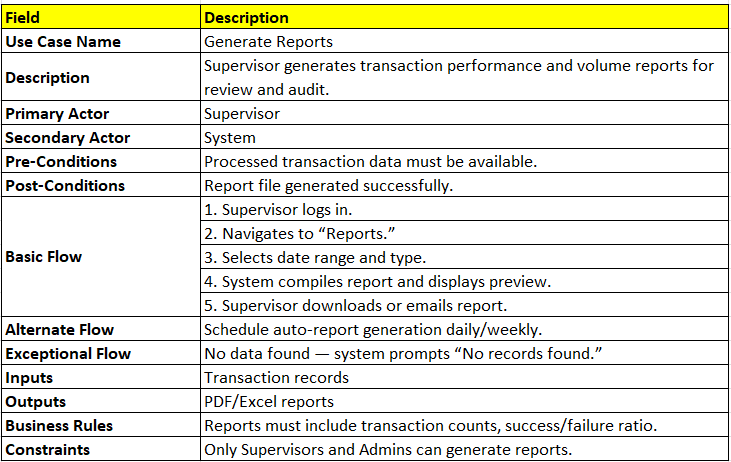 Field Description
Use Case Name Generate Reports
Description Supervisor generates transaction performance and volume reports for
review and audit.
Primary Actor Supervisor
Secondary Actor System
Pre-Conditions Processed transaction data must be available.
Post-Conditions Report file generated successfully.
Basic Flow 1. Supervisor logs in.
2. Navigates to “Reports.”
3. Selects date range and type.
4. System compiles report and displays preview.
5. Supervisor downloads or emails report.
Alternate Flow Schedule auto-report generation daily/weekly.
Exceptional Flow No data found — system prompts “No records found.”
Inputs Transaction records
Outputs PDF/Excel reports
Business Rules Reports must include transaction counts, success/failure ratio.
Constraints Only Supervisors and Admins can generate reports.